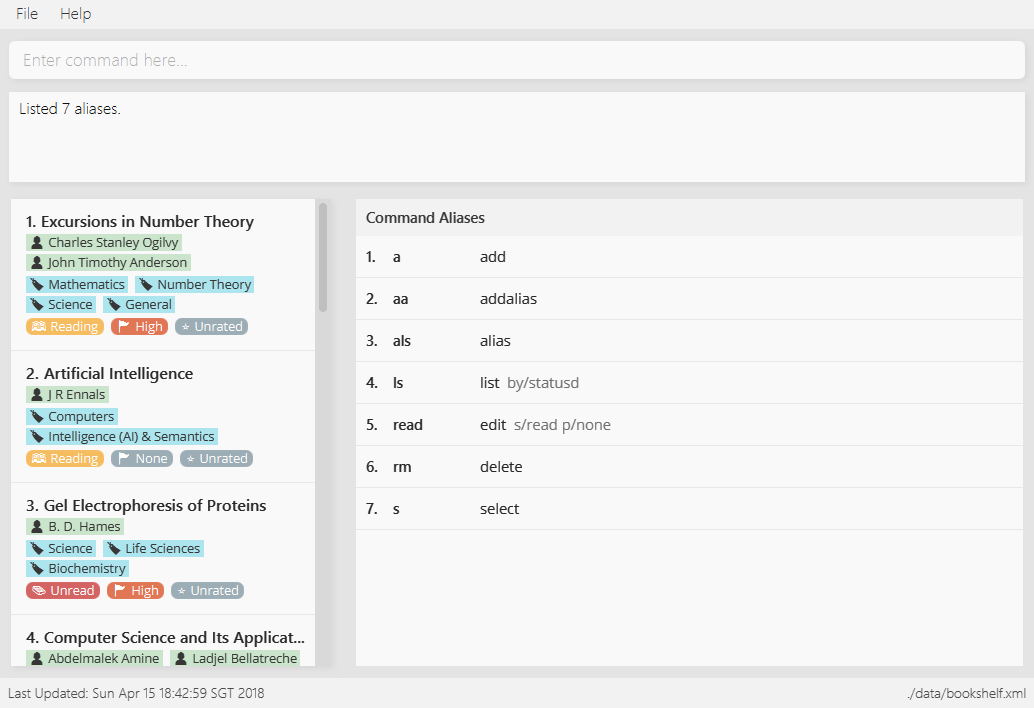 File Help
Enter command here...
Listed 7 aliases.
1. Excursions in Number Theory
Charles Stanley Ogilvy
John Timothy Anderson
Mathematics Number Theory
Science General
Reading High Unrated
2. Artificial Intelligence
J R Ennals
Computers
Intelligence (AI) & Semantics
Reading None Unrated
3. Gel Electrophoresis of Proteins
B. D. Hames
Science Life Sciences
Biochemistry
Unread High Unrated
4. Computer Science and Its Applicat...
Abdelmalek Amine Ladjel Bellatreche
Command Aliases
1. a add
2. aa addalias
3. als alias
4. ls list by/statusd
5. read edit s/read p/none
6. rm delete
7. s select
Last Updated: Sun Apr 15 18:42:59 SGT 2018
./data/bookshelf.xml